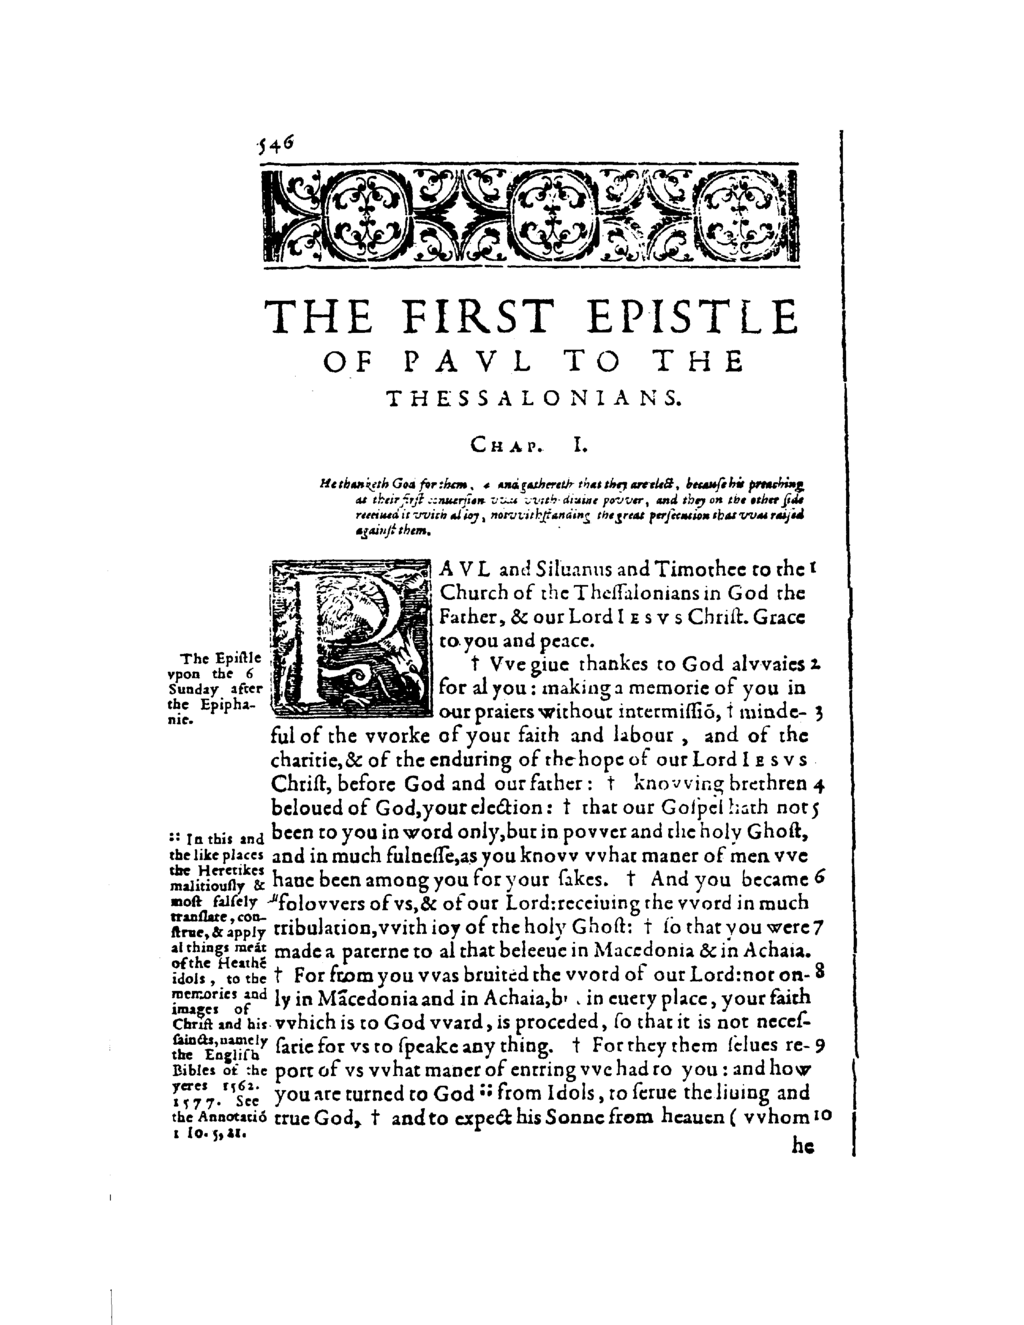 546
THE FIRST EPISTLE
OF PAVL TO THE
THESSALONIANS.
CHAP. I.
He thanketh God for them, 4 and gathereth that they are elect, because his preaching
at their first conuersion vvas vvith diuine povver, and they on the other side
receiued it vvith al ioy, notvvithstanding the great persecution that vvas raised
against them.
PAVL and Siluanus and Timothee to the 1
Church of the Thessalonians in God the
Father, & our Lord IESVS Christ. Grace
to you and peace.
† Vve giue thankes to God alvvaies 2
for al you: making a memorie of you in
our praiers without intermissiō, † minde- 3
ful of the vvorke of your faith and labour, and of the
charitie, & of the enduring of the hope of our Lord IESVS
Christ, before God and our father: † knovving brethren 4
beloued of God, your election: † that our Gospel hath not 5
been to you in word only, but in povver and the holy Ghost,
and in much fulnesse, as you knovv vvhat maner of men vve
haue been among you for your sakes. † And you became 6
"folovvers of vs, & of our Lord: receiuing the vvord in much
tribulation, vvith ioy of the holy Ghost: † so that you were 7
made a paterne to al that beleeue in Macedonia & in Achaia.
† For from you vvas bruited the vvord of our Lord: not on- 8
ly in Macedonia and in Achaia, in euery place, your faith
vvhich is to God vvard, is proceded, so that it is not neces-
sarie for vs to speake any thing. † For they them selues re- 9
port of vs vvhat maner of entring vve had to you: and how
you are turned to God :: from Idols, to serue the liuing and
true God, † and to expect his Sonne from heauen (vvhom 10
he
The Epistle
vpon the 6
Sunday after
the Epipha-
nie.
:: In this and
the like places
the Heretikes
malitiously &
most falsely
translate, con-
strue, & apply
al things meāt
of the Heathē
idols, to the
memories and
images of
Christ and his
saincts, namely
the English
Bibles of the
yeres 1562.
1577. See
the Annotatiō
1 Io. 5, 21.